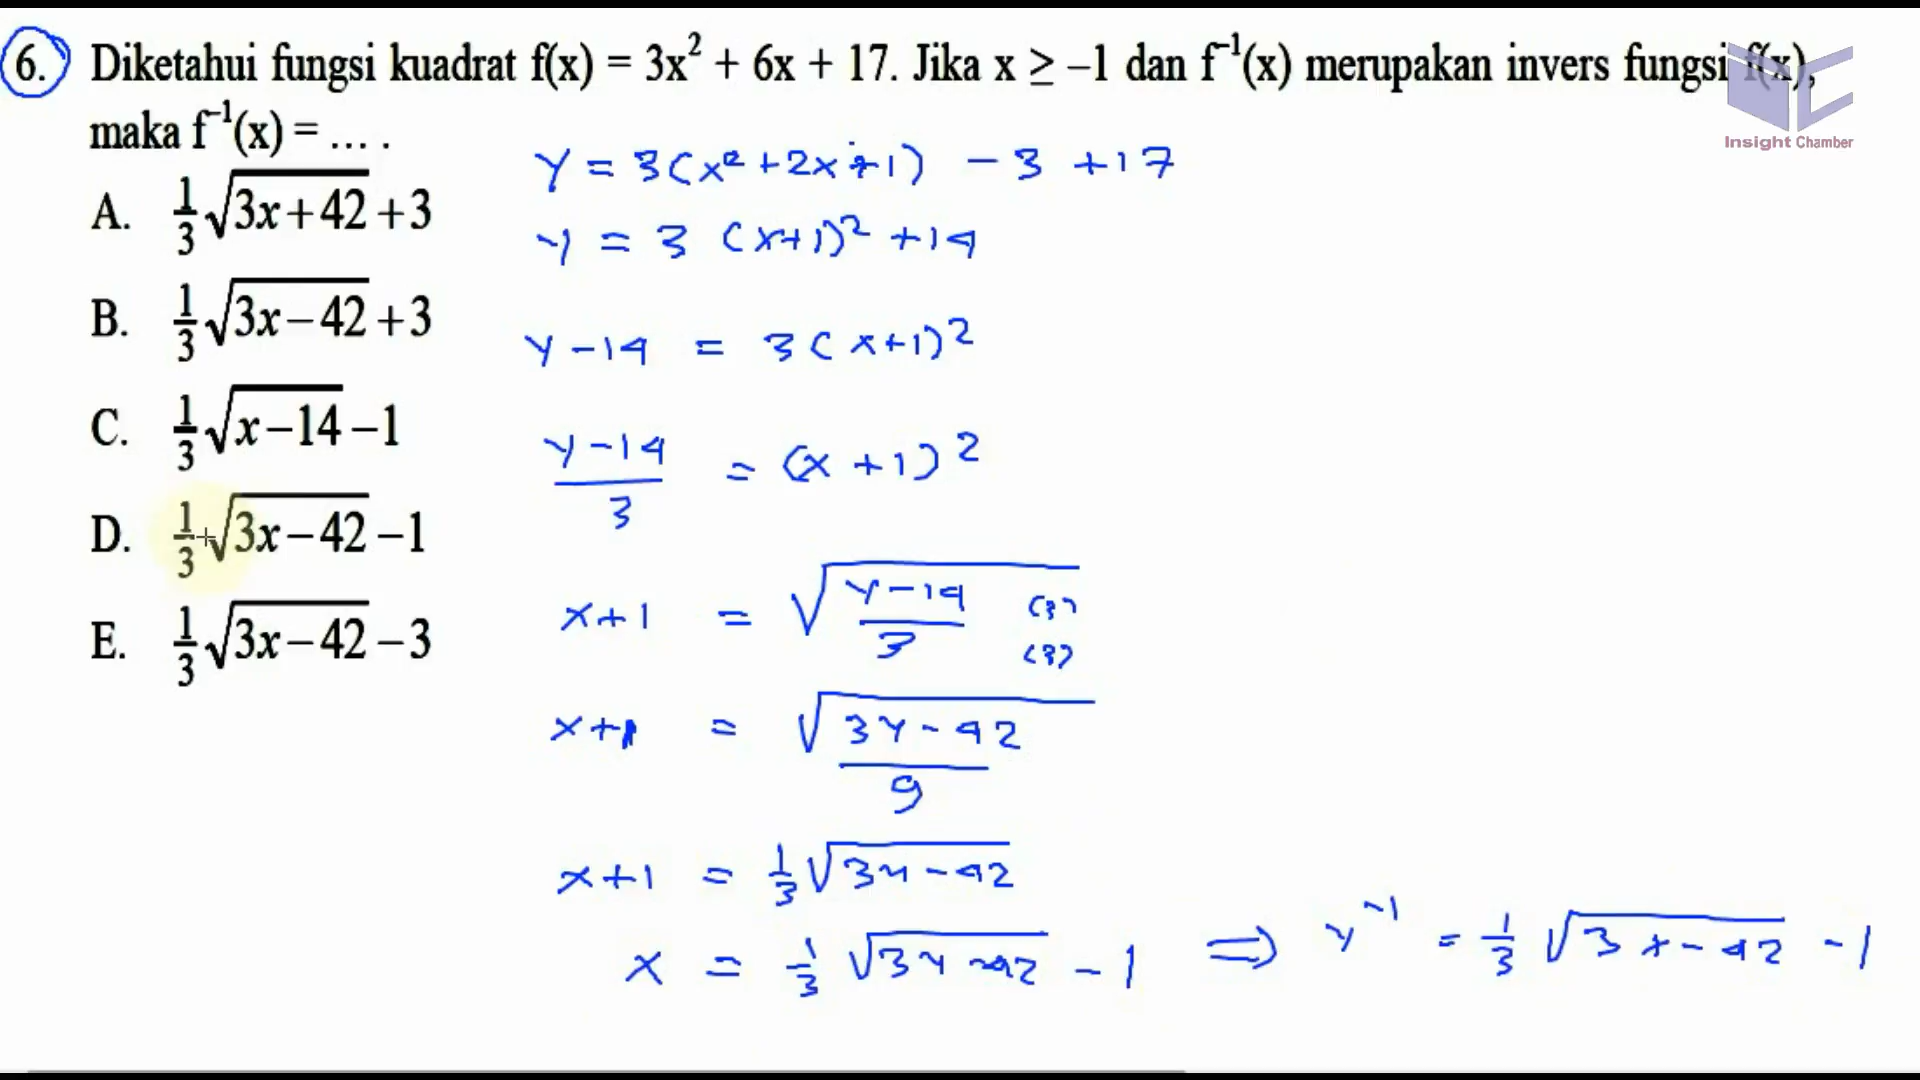 6. Diketahui fungsi kuadrat f(x) = 3x² + 6x + 17. Jika x ≥ –1 dan f⁻¹(x) merupakan invers fungsi f(x),
maka f⁻¹(x) = ... .
A. 1/3 √(3x+42) +3
B. 1/3 √(3x–42) +3
C. 1/3 √(x–14) –1
D. 1/3 √(3x–42) –1
E. 1/3 √(3x–42) –3
Insight Chamber
Y = 3(x²+2x+1) - 3 +17
y = 3 (x+1)² +14
y-14 = 3(x+1)²
(y-14)/3 = (x+1)²
x+1 = √((y-14)/3 (3)/(3))
x+1 = √((3y-42)/9)
x+1 = 1/3 √(3y-42)
x = 1/3 √(3y-42) - 1 ⇒ y⁻¹ = 1/3 √(3x-42) - 1